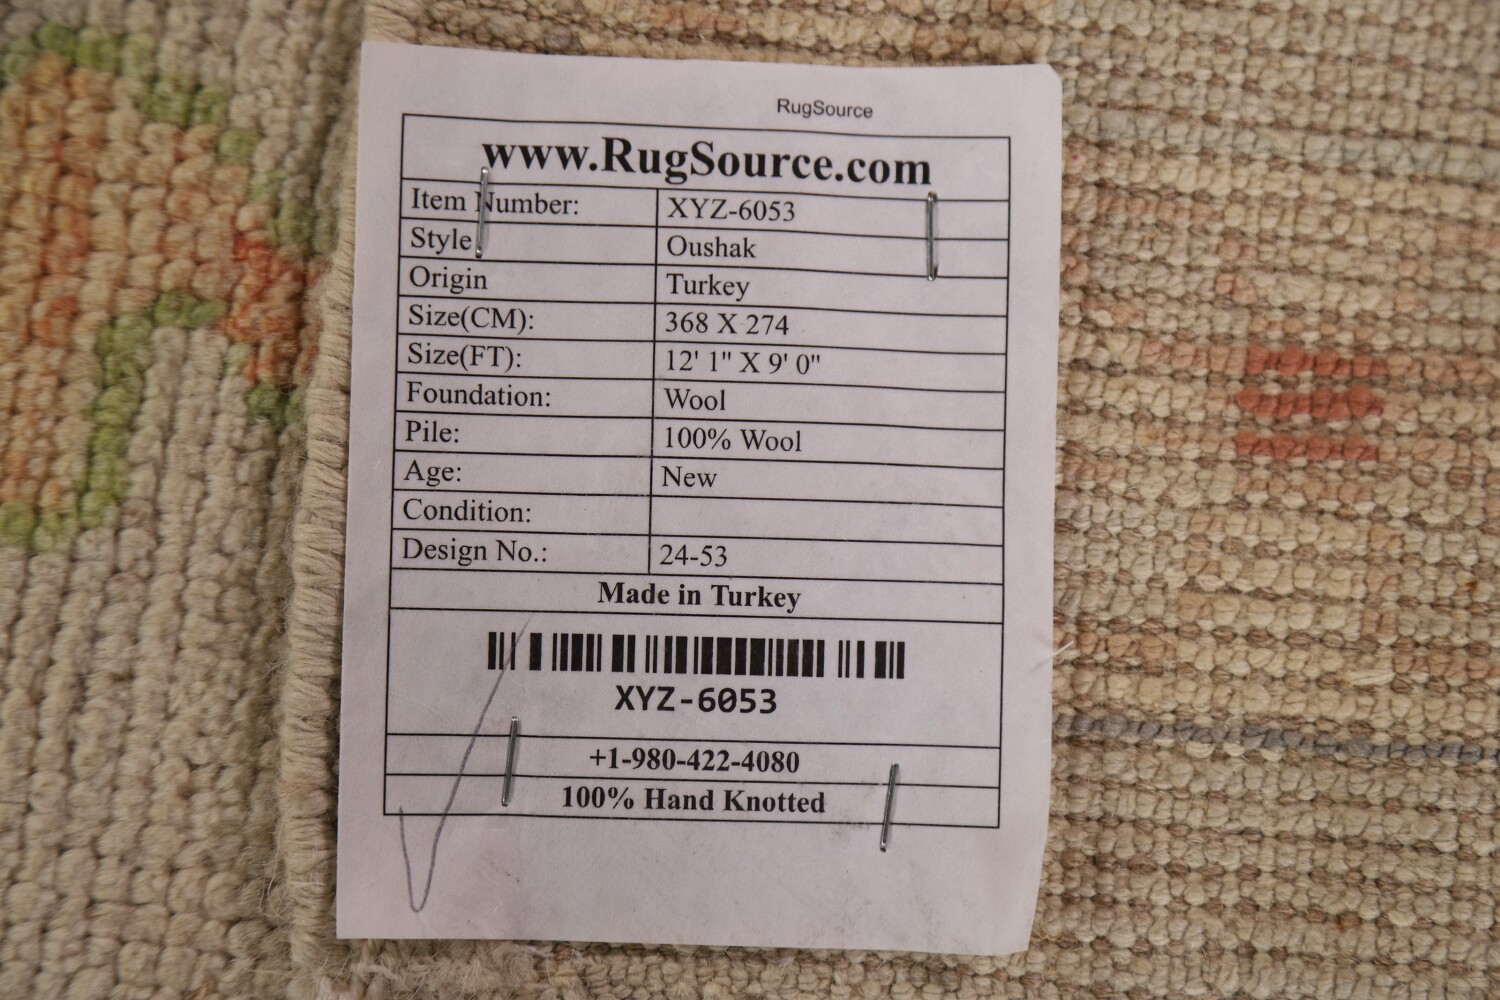 RugSource
www.RugSource.com
Item Number: XYZ-6053
Style Oushak
Origin Turkey
Size(CM): 368 X 274
Size(FT): 12' 1" X 9' 0"
Foundation: Wool
Pile: 100% Wool
Age: New
Condition:
Design No.: 24-53
Made in Turkey
XYZ-6053
+1-980-422-4080
100% Hand Knotted